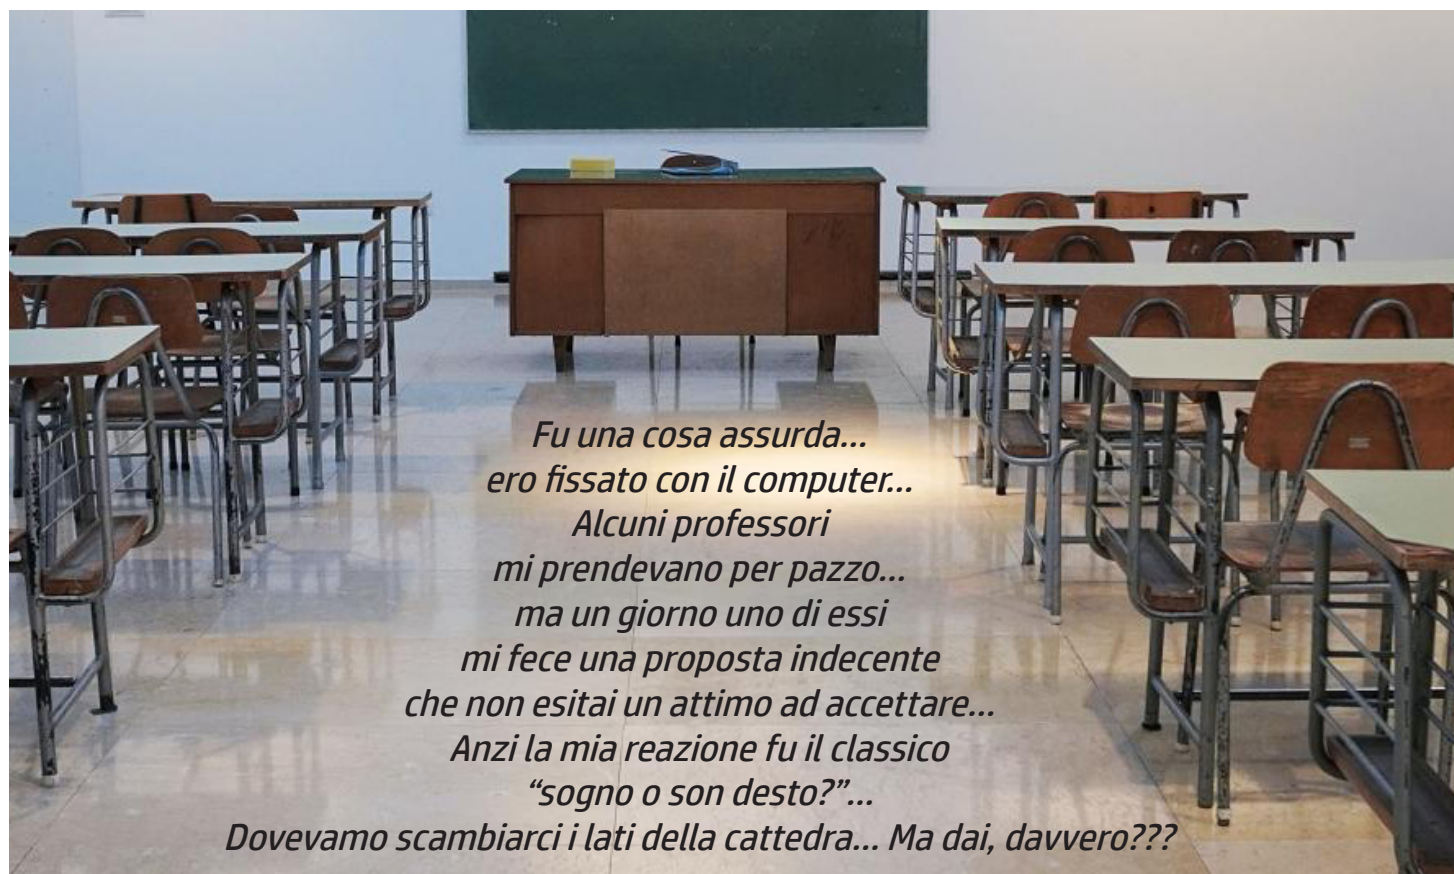 Fu una cosa assurda...
ero fissato con il computer...
Alcuni professori
mi prendevano per pazzo...
ma un giorno uno di essi
mi fece una proposta indecente
che non esitai un attimo ad accettare...
Anzi la mia reazione fu il classico
“sogno o son desto?”...
Dovevamo scambiarci i lati della cattedra... Ma dai, davvero???